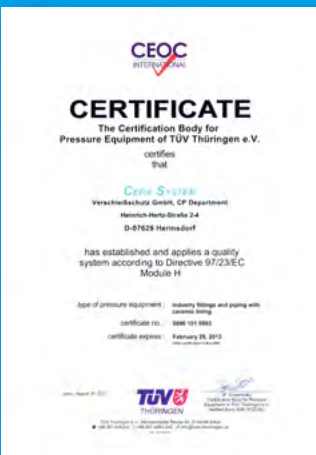 CEOC
INTERNATIONAL
CERTIFICATE
The Certification Body for
Pressure Equipment of TÜV Thüringen e.V.
certifies
that
CERA SYSTEM
Verschleißschutz GmbH, CP Department
Heinrich-Hertz-Straße 2-4
D-07629 Hermsdorf
has established and applies a quality
system according to Directive 97/23/EC
Module H
type of pressure equipment : industry fittings and piping with
ceramic lining
certificate no. :
certificate expires : February 28, 2013
TÜV
THÜRINGEN